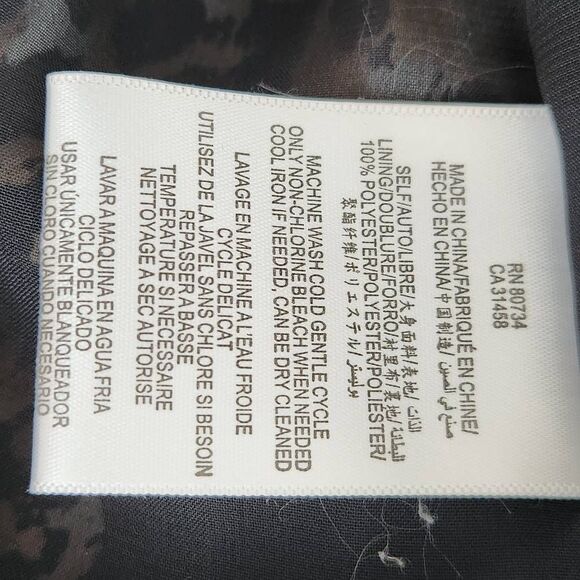 RN 80734
CA 31458
MADE IN CHINA/FABRIQUÉ EN CHINE/
HECHO EN CHINA/中国制造/ صنع في الصين
SELF/AUTO/LIBRE/大身面料/表地/ الذات/
LINING/DOUBLURE/FORRO/衬里布/裏地/ البطانة/
100% POLYESTER/POLYESTER/POLIÉSTER/
聚酯纤维/ポリエステル/ بوليستر
MACHINE WASH COLD GENTLE CYCLE
ONLY NON-CHLORINE BLEACH WHEN NEEDED
COOL IRON IF NEEDED, CAN BE DRY CLEANED
LAVAGE EN MACHINE A L'EAU FROIDE
CYCLE DELICAT
UTILISEZ DE LA JAVEL SANS CHLORE SI BESOIN
REPASSER A BASSE
TEMPERATURE SI NÉCESSAIRE
NETTOYAGE A SEC AUTORISE
LAVAR A MAQUINA EN AGUA FRIA
CICLO DELICADO
USAR ÚNICAMENTE BLANQUEADOR
SIN CLORO CUANDO NECESARIO